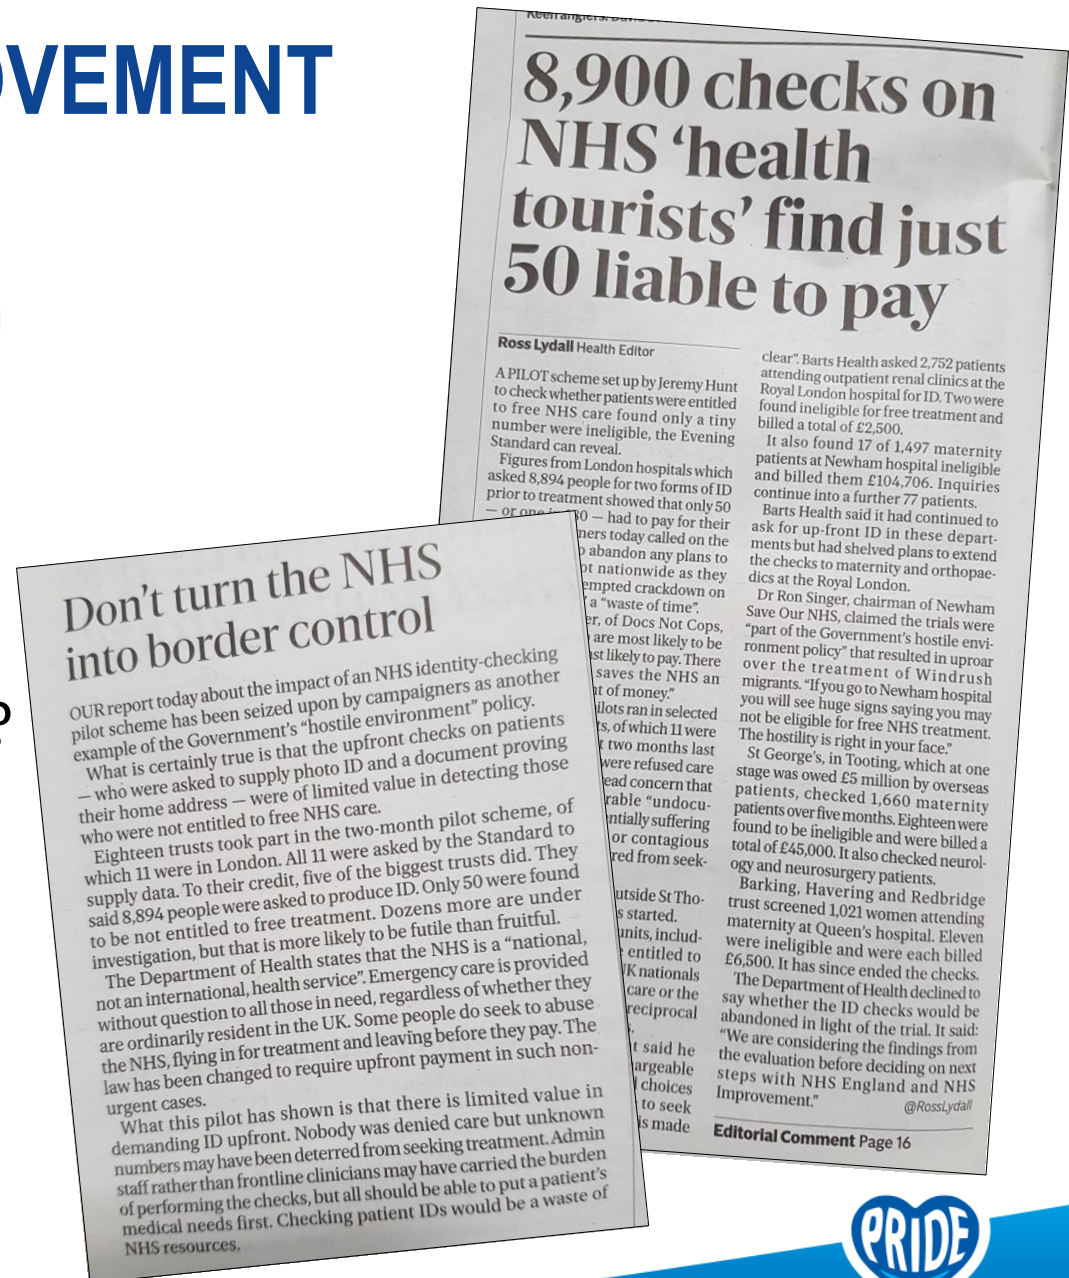 OVEMENT
8,900 checks on
NHS ‘health
tourists’ find just
50 liable to pay
Ross Lydall Health Editor
A PILOT scheme set up by Jeremy Hunt
to check whether patients were entitled
to free NHS care found only a tiny
number were ineligible, the Evening
Standard can reveal.
Figures from London hospitals which
asked 8,894 people for two forms of ID
prior to treatment showed that only 50
— or one in 180 — had to pay for their
ners today called on the
abandon any plans to
ot nationwide as they
empted crackdown on
a “waste of time”.
er, of Docs Not Cops,
are most likely to be
st likely to pay. There
saves the NHS an
t of money.”
ilots ran in selected
ts, of which 11 were
t two months last
were refused care
ead concern that
rable “undocu-
entially suffering
or contagious
red from seek-
utside St Tho-
s started.
units, includ-
entitled to
UK nationals
care or the
reciprocal
t said he
argeable
choices
to seek
is made
clear”. Barts Health asked 2,752 patients
attending outpatient renal clinics at the
Royal London hospital for ID. Two were
found ineligible for free treatment and
billed a total of £2,500.
It also found 17 of 1,497 maternity
patients at Newham hospital ineligible
and billed them £104,706. Inquiries
continue into a further 77 patients.
Barts Health said it had continued to
ask for up-front ID in these depart-
ments but had shelved plans to extend
the checks to maternity and orthopae-
dics at the Royal London.
Dr Ron Singer, chairman of Newham
Save Our NHS, claimed the trials were
“part of the Government’s hostile envi-
ronment policy” that resulted in uproar
over the treatment of Windrush
migrants. “If you go to Newham hospital
you will see huge signs saying you may
not be eligible for free NHS treatment.
The hostility is right in your face.”
St George’s, in Tooting, which at one
stage was owed £5 million by overseas
patients, checked 1,660 maternity
patients over five months. Eighteen were
found to be ineligible and were billed a
total of £45,000. It also checked neurol-
ogy and neurosurgery patients.
Barking, Havering and Redbridge
trust screened 1,021 women attending
maternity at Queen’s hospital. Eleven
were ineligible and were each billed
£6,500. It has since ended the checks.
The Department of Health declined to
say whether the ID checks would be
abandoned in light of the trial. It said:
“We are considering the findings from
the evaluation before deciding on next
steps with NHS England and NHS
Improvement.”
@RossLydall
Editorial Comment Page 16
Don’t turn the NHS
into border control
OUR report today about the impact of an NHS identity-checking
pilot scheme has been seized upon by campaigners as another
example of the Government’s “hostile environment” policy.
What is certainly true is that the upfront checks on patients
— who were asked to supply photo ID and a document proving
their home address — were of limited value in detecting those
who were not entitled to free NHS care.
Eighteen trusts took part in the two-month pilot scheme, of
which 11 were in London. All 11 were asked by the Standard to
supply data. To their credit, five of the biggest trusts did. They
said 8,894 people were asked to produce ID. Only 50 were found
to be not entitled to free treatment. Dozens more are under
investigation, but that is more likely to be futile than fruitful.
The Department of Health states that the NHS is a “national,
not an international, health service”. Emergency care is provided
without question to all those in need, regardless of whether they
are ordinarily resident in the UK. Some people do seek to abuse
the NHS, flying in for treatment and leaving before they pay. The
law has been changed to require upfront payment in such non-
urgent cases.
What this pilot has shown is that there is limited value in
demanding ID upfront. Nobody was denied care but unknown
numbers may have been deterred from seeking treatment. Admin
staff rather than frontline clinicians may have carried the burden
of performing the checks, but all should be able to put a patient’s
medical needs first. Checking patient IDs would be a waste of
NHS resources.
PRIDE